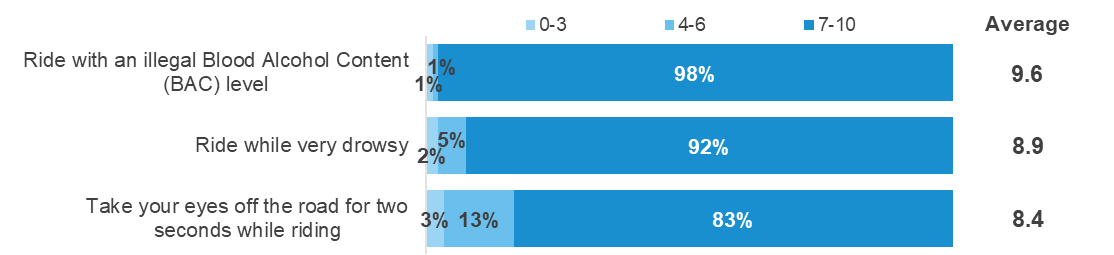 0-3 4-6 7-10 Average
Ride with an illegal Blood Alcohol Content
(BAC) level
1% 1% 98% 9.6
Ride while very drowsy 2% 5% 92% 8.9
Take your eyes off the road for two
seconds while riding
3% 13% 83% 8.4